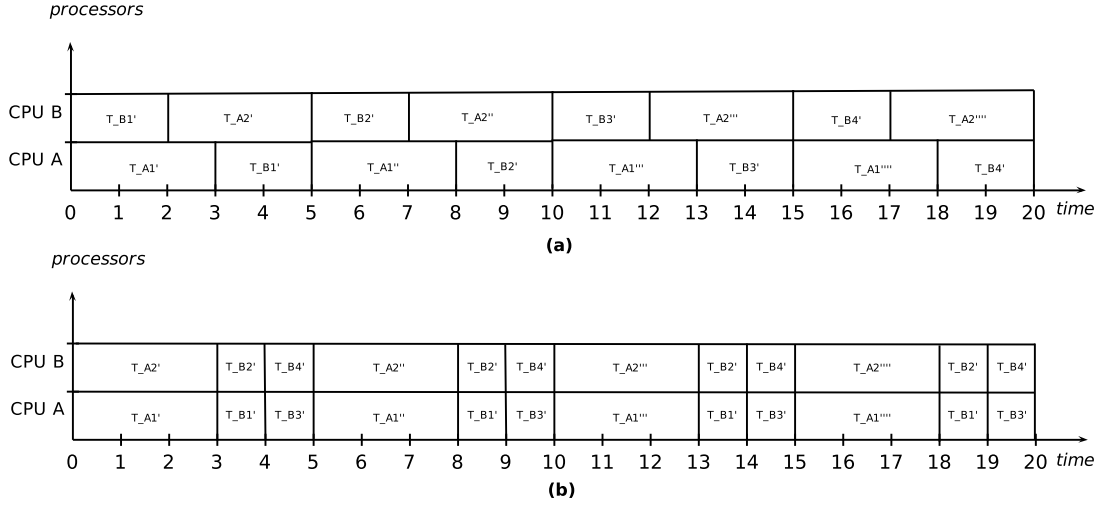 processors
CPU B T_B1' T_A2' T_B2' T_A2'' T_B3' T_A2''' T_B4' T_A2''''
CPU A T_A1' T_B1' T_A1'' T_B2' T_A1''' T_B3' T_A1'''' T_B4'
0 1 2 3 4 5 6 7 8 9 10 11 12 13 14 15 16 17 18 19 20 time
(a)
processors
CPU B T_A2' T_B2' T_B4' T_A2'' T_B2' T_B4' T_A2''' T_B2' T_B4' T_A2'''' T_B2' T_B4'
CPU A T_A1' T_B1' T_B3' T_A1'' T_B1' T_B3' T_A1''' T_B1' T_B3' T_A1'''' T_B1' T_B3'
0 1 2 3 4 5 6 7 8 9 10 11 12 13 14 15 16 17 18 19 20 time
(b)